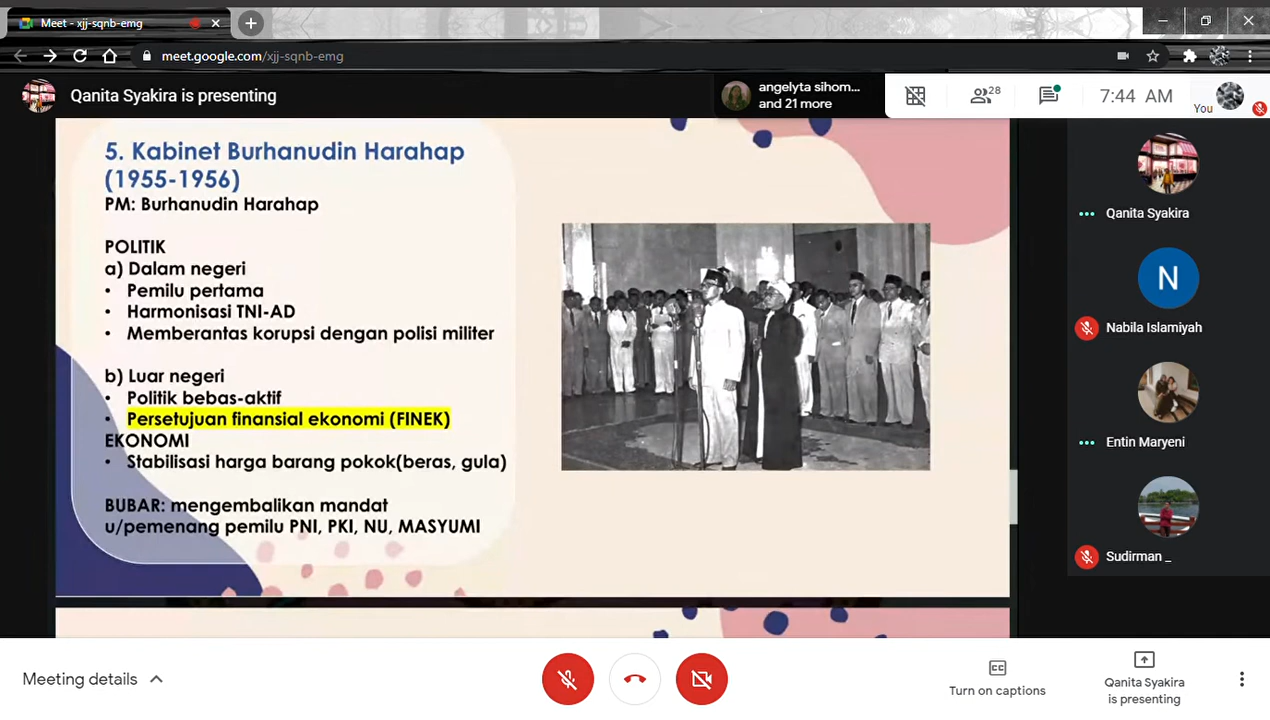 Meet - xjj-sqnb-emg
meet.google.com/xjj-sqnb-emg
Qanita Syakira is presenting
angelyta sihom...
and 21 more
28
7:44 AM
You
5. Kabinet Burhanudin Harahap
(1955-1956)
PM: Burhanudin Harahap
POLITIK
a) Dalam negeri
• Pemilu pertama
• Harmonisasi TNI-AD
• Memberantas korupsi dengan polisi militer
b) Luar negeri
• Politik bebas-aktif
• Persetujuan finansial ekonomi (FINEK)
EKONOMI
• Stabilisasi harga barang pokok(beras, gula)
BUBAR: mengembalikan mandat
u/pemenang pemilu PNI, PKI, NU, MASYUMI
Qanita Syakira
N
Nabila Islamiyah
Entin Maryeni
Sudirman _
Meeting details
CC
Turn on captions
Qanita Syakira
is presenting